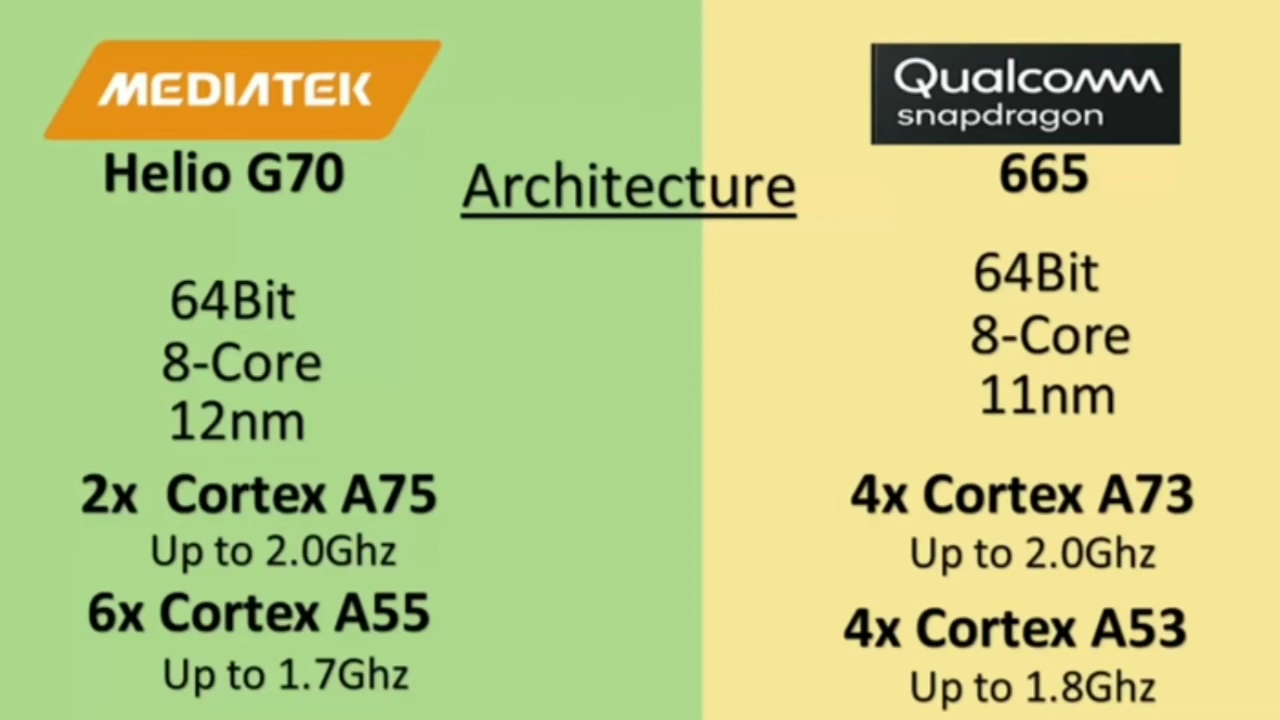 MEDIATEK
Helio G70
64Bit
8-Core
12nm
2x Cortex A75
Up to 2.0Ghz
6x Cortex A55
Up to 1.7Ghz
Architecture
Qualcomm
snapdragon
665
64Bit
8-Core
11nm
4x Cortex A73
Up to 2.0Ghz
4x Cortex A53
Up to 1.8Ghz